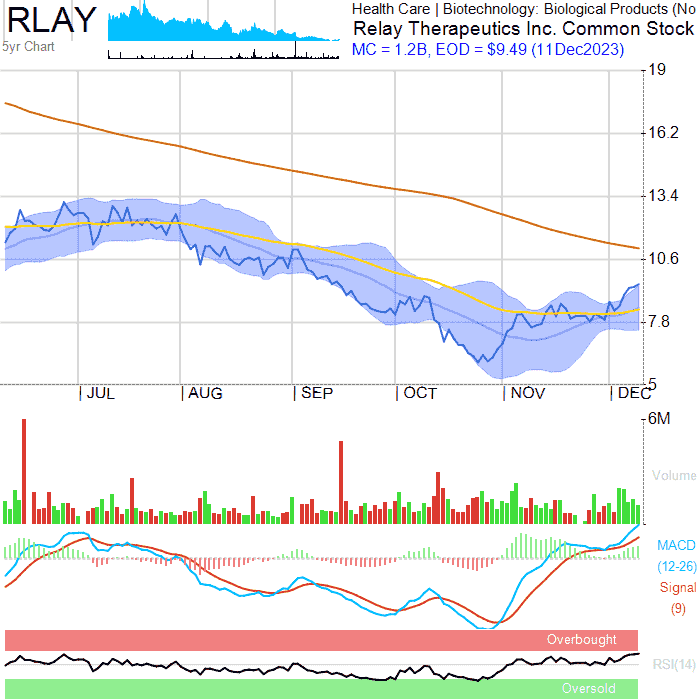 RLAY
5yr Chart
Health Care | Biotechnology: Biological Products (No
Relay Therapeutics Inc. Common Stock
MC = 1.2B, EOD = $9.49 (11Dec2023)
19
16.2
13.4
10.6
7.8
5
JUL AUG SEP OCT NOV DEC
6M
Volume
MACD
(12-26)
Signal
(9)
Overbought
RSI(14)
Oversold